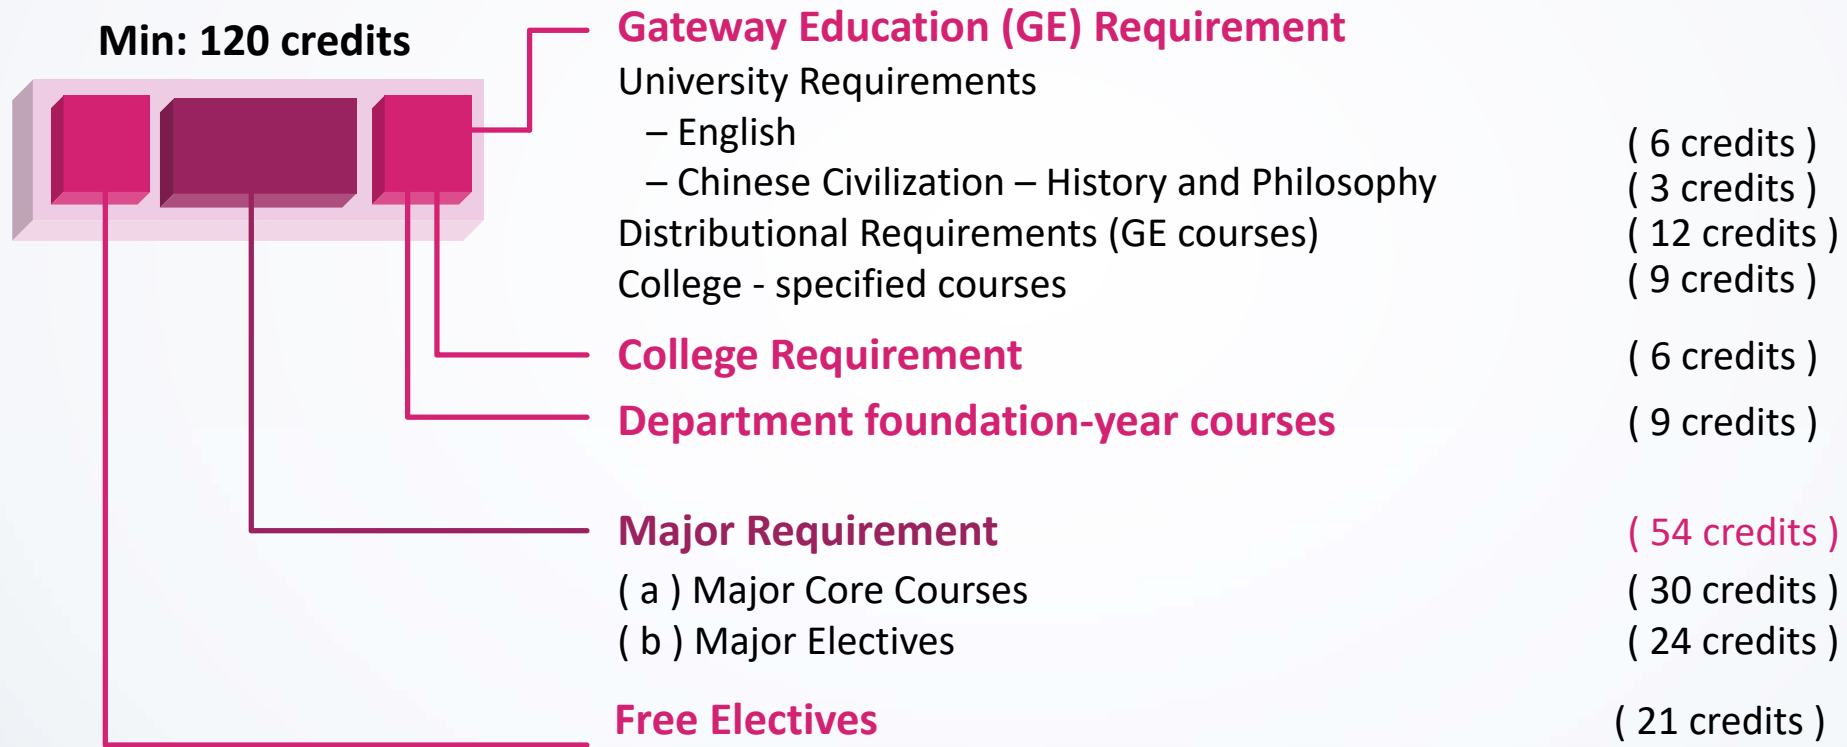 Min: 120 credits
Gateway Education (GE) Requirement
University Requirements
– English ( 6 credits )
– Chinese Civilization – History and Philosophy ( 3 credits )
Distributional Requirements (GE courses) ( 12 credits )
College - specified courses ( 9 credits )
College Requirement ( 6 credits )
Department foundation-year courses ( 9 credits )
Major Requirement ( 54 credits )
( a ) Major Core Courses ( 30 credits )
( b ) Major Electives ( 24 credits )
Free Electives ( 21 credits )